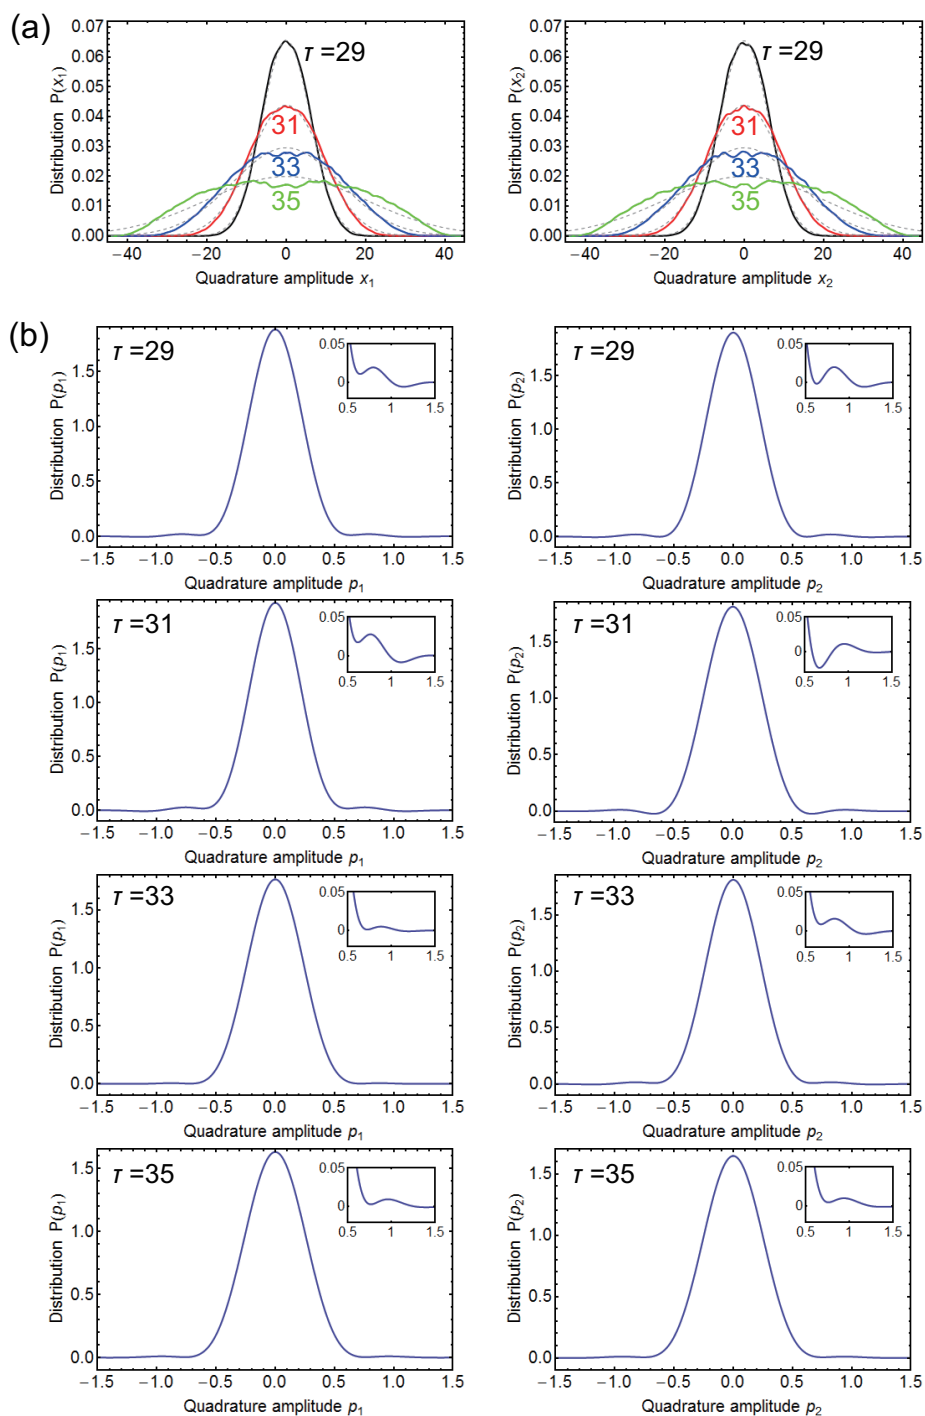 (a)
0.07
0.06
0.05
0.04
0.03
0.02
0.01
0.00
Distribution P(x₁)
τ =29
31
33
35
−40 −20 0 20 40
Quadrature amplitude x₁
0.07
0.06
0.05
0.04
0.03
0.02
0.01
0.00
Distribution P(x₂)
τ =29
31
33
35
−40 −20 0 20 40
Quadrature amplitude x₂
(b)
τ =29
1.5
1.0
0.5
0.0
Distribution P(p₁)
0.05
0
0.5 1 1.5
−1.5 −1.0 −0.5 0.0 0.5 1.0 1.5
Quadrature amplitude p₁
τ =29
1.5
1.0
0.5
0.0
Distribution P(p₂)
0.05
0
0.5 1 1.5
−1.5 −1.0 −0.5 0.0 0.5 1.0 1.5
Quadrature amplitude p₂
τ =31
1.5
1.0
0.5
0.0
Distribution P(p₁)
0.05
0
0.5 1 1.5
−1.5 −1.0 −0.5 0.0 0.5 1.0 1.5
Quadrature amplitude p₁
τ =31
1.5
1.0
0.5
0.0
Distribution P(p₂)
0.05
0
0.5 1 1.5
−1.5 −1.0 −0.5 0.0 0.5 1.0 1.5
Quadrature amplitude p₂
τ =33
1.5
1.0
0.5
0.0
Distribution P(p₁)
0.05
0
0.5 1 1.5
−1.5 −1.0 −0.5 0.0 0.5 1.0 1.5
Quadrature amplitude p₁
τ =33
1.5
1.0
0.5
0.0
Distribution P(p₂)
0.05
0
0.5 1 1.5
−1.5 −1.0 −0.5 0.0 0.5 1.0 1.5
Quadrature amplitude p₂
τ =35
1.5
1.0
0.5
0.0
Distribution P(p₁)
0.05
0
0.5 1 1.5
−1.5 −1.0 −0.5 0.0 0.5 1.0 1.5
Quadrature amplitude p₁
τ =35
1.5
1.0
0.5
0.0
Distribution P(p₂)
0.05
0
0.5 1 1.5
−1.5 −1.0 −0.5 0.0 0.5 1.0 1.5
Quadrature amplitude p₂